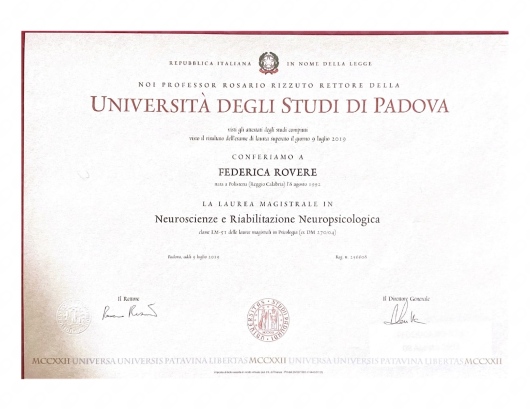 REPUBBLICA ITALIANA IN NOME DELLA LEGGE
NOI PROFESSOR ROSARIO RIZZUTO RETTORE DELLA
UNIVERSITÀ DEGLI STUDI DI PADOVA
visti gli attestati degli studi compiuti
visto il risultato dell'esame di laurea superato il giorno 9 luglio 2019
CONFERIAMO A
FEDERICA ROVERE
nata a Polistena (Reggio Calabria) l'8 agosto 1992
LA LAUREA MAGISTRALE IN
Neuroscienze e Riabilitazione Neuropsicologica
classe LM-51 delle lauree magistrali in Psicologia (ex DM 270/04)
Padova, addì 9 luglio 2019 Reg. n.
Il Rettore Il Direttore Generale
MCCXXII UNIVERSA UNIVERSIS PATAVINA LIBERTAS MCCXXII UNIVERSA UNIVERSIS PATAVINA LIBERTAS MCCXXII